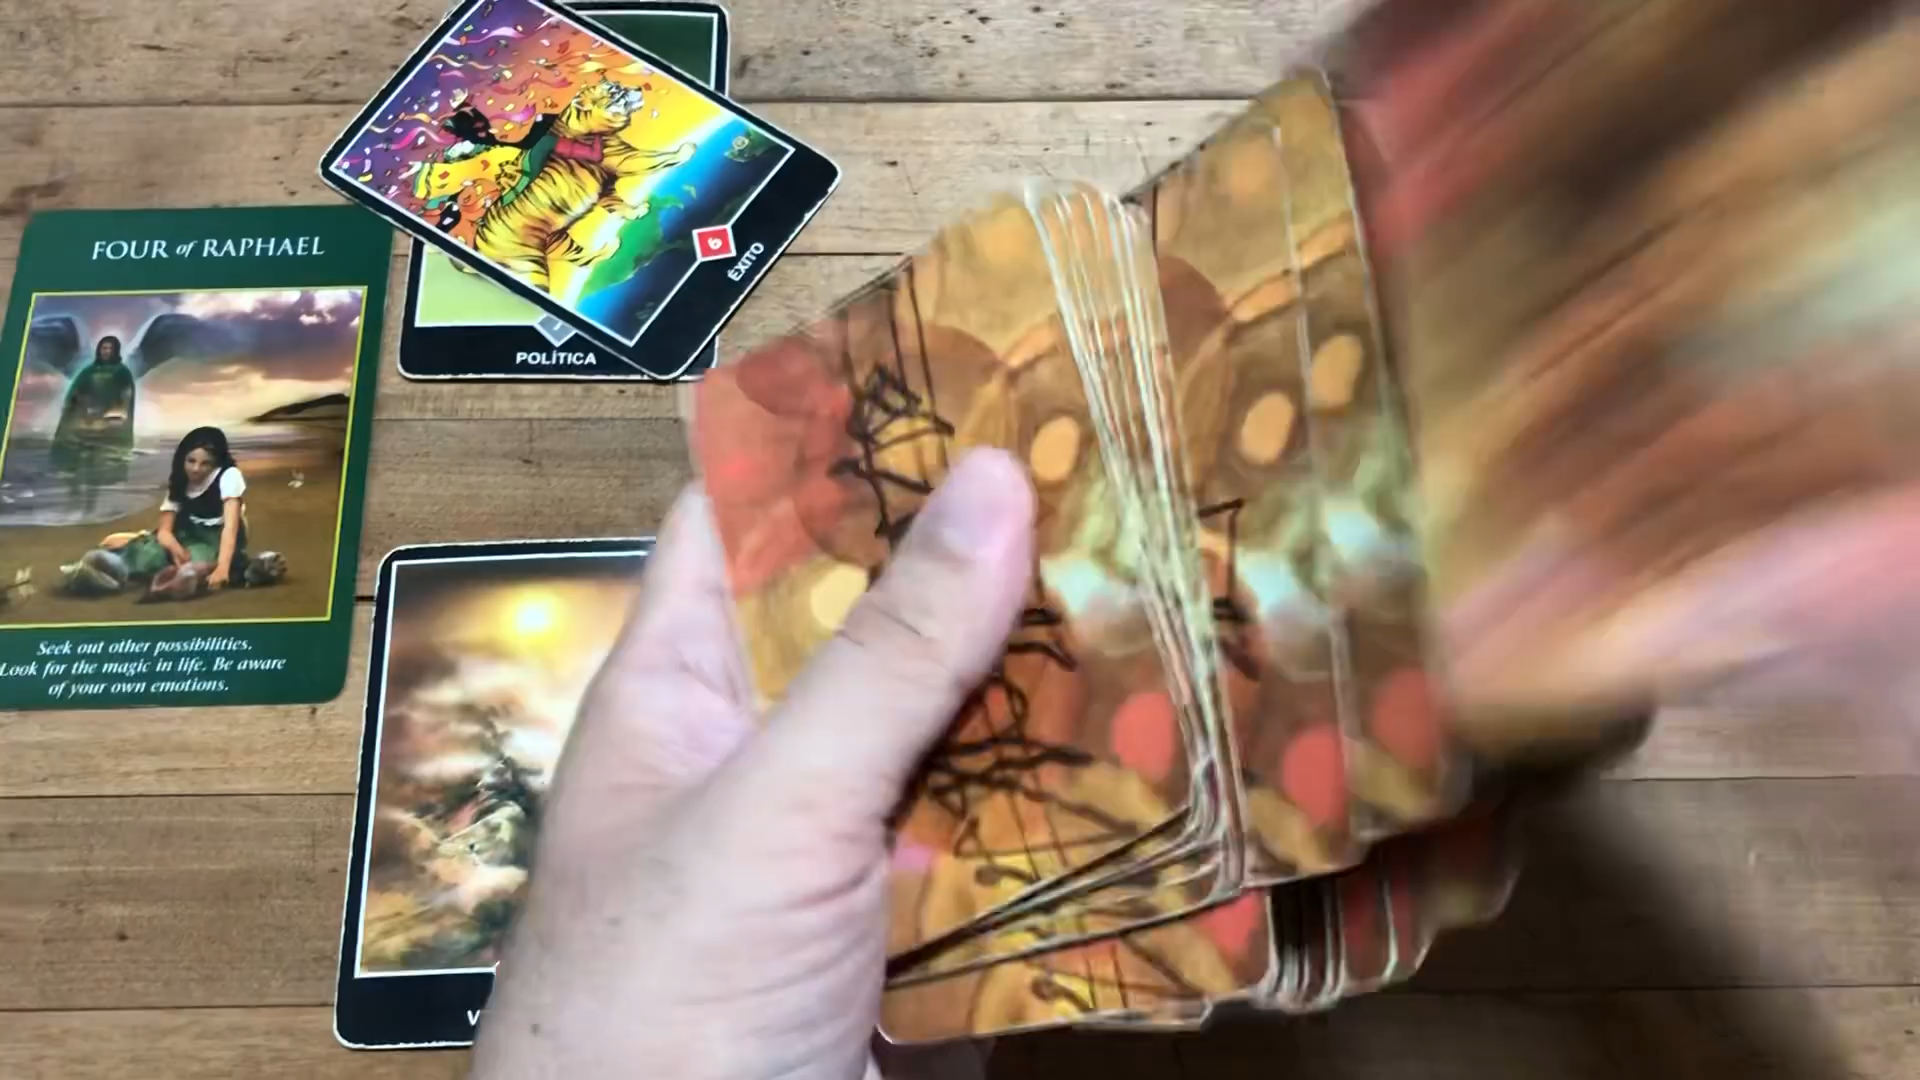 FOUR of RAPHAEL
Seek out other possibilities.
Look for the magic in life. Be aware
of your own emotions.
6
ÉXITO
POLÍTICA